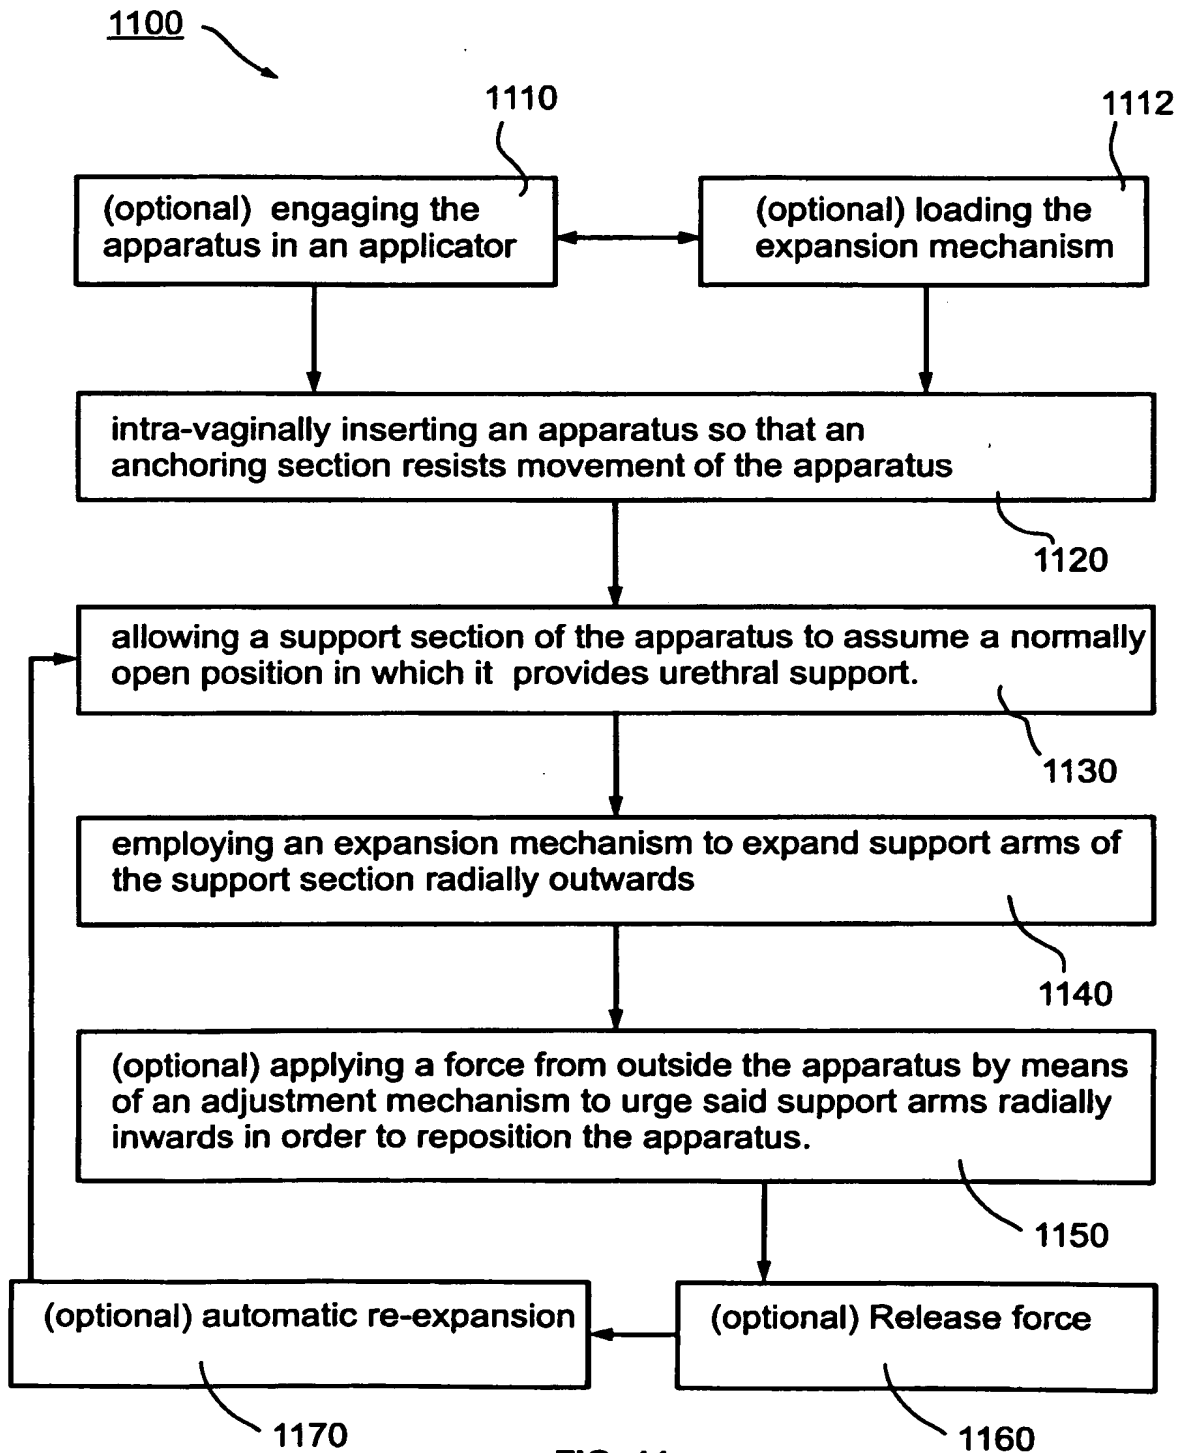 1100
1110
1112
(optional) engaging the
apparatus in an applicator
(optional) loading the
expansion mechanism
intra-vaginally inserting an apparatus so that an
anchoring section resists movement of the apparatus
1120
allowing a support section of the apparatus to assume a normally
open position in which it provides urethral support.
1130
employing an expansion mechanism to expand support arms of
the support section radially outwards
1140
(optional) applying a force from outside the apparatus by means
of an adjustment mechanism to urge said support arms radially
inwards in order to reposition the apparatus.
1150
(optional) automatic re-expansion
(optional) Release force
1170
1160